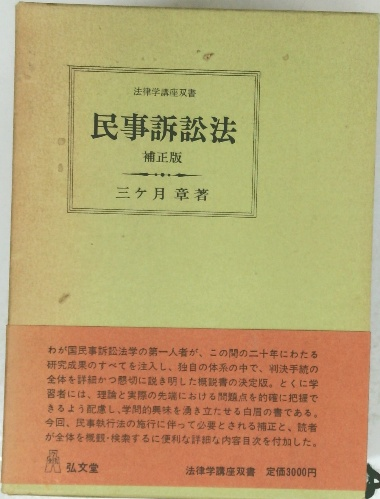 法律学講座双書
民事訴訟法
補正版
三ケ月章著
わが国民事訴訟法学の第一人者が、この間の二十年にわたる
研究成果のすべてを注入し、独自の体系の中で、判決手続の
全体を詳細かつ懇切に説き明した概説書の決定版。とくに学
習者には、理論と実際の先端における問題点を的確に把握で
きるよう配慮し、学問的興味を湧き立たせる白眉の書である。
今回、民事執行法の施行に伴って必要とされる補正と、読者
が全体を概観・検索するに便利な詳細な内容目次を付加した。
弘文堂 法律学講座双書 定価3000円